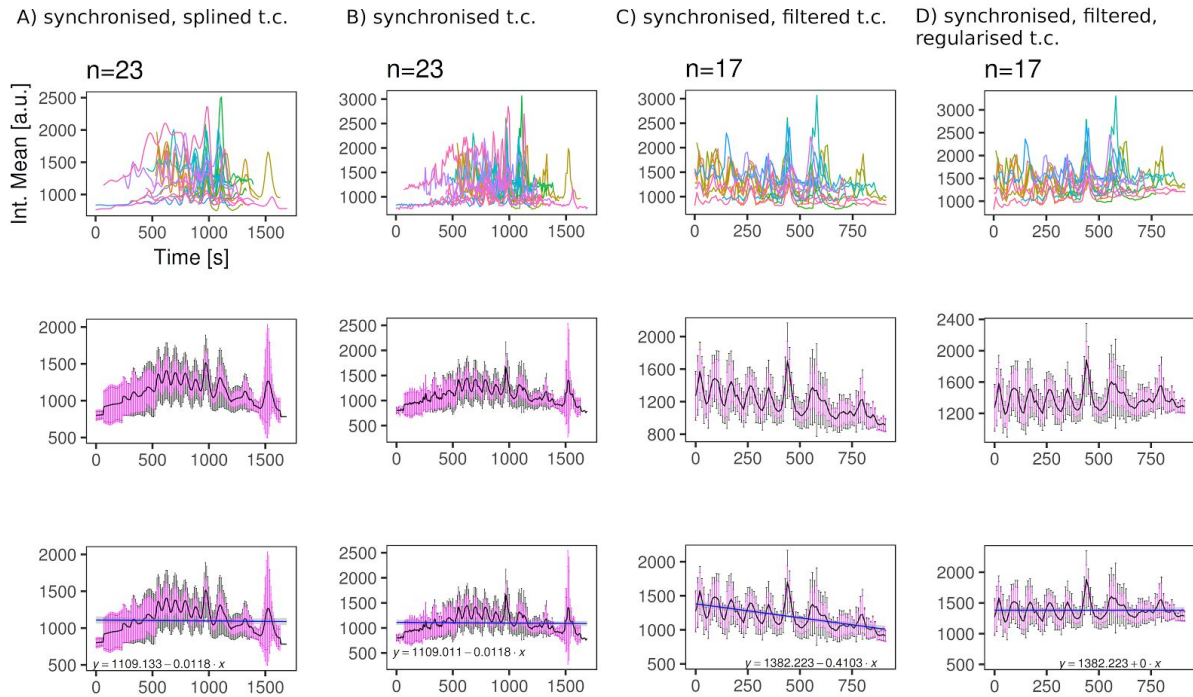 A) synchronised, splined t.c.
B) synchronised t.c.
C) synchronised, filtered t.c.
D) synchronised, filtered,
regularised t.c.
n=23
n=23
n=17
n=17
Int. Mean [a.u.]
2500
2000
1500
1000
0 500 1000 1500
Time [s]
3000
2500
2000
1500
1000
0 500 1000 1500
3000
2500
2000
1500
1000
0 250 500 750
3000
2500
2000
1500
1000
0 250 500 750
2000
1500
1000
500
0 500 1000 1500
2500
2000
1500
1000
500
0 500 1000 1500
2000
1600
1200
800
0 250 500 750
2400
2000
1600
1200
0 250 500 750
2000
1500
1000
500
y = 1109.133−0.0118 · x
0 500 1000 1500
2500
2000
1500
1000
500
y = 1109.011−0.0118 · x
0 500 1000 1500
2000
1500
1000
500
y = 1382.223−0.4103 · x
0 250 500 750
2000
1500
1000
500
y = 1382.223+0 · x
0 250 500 750